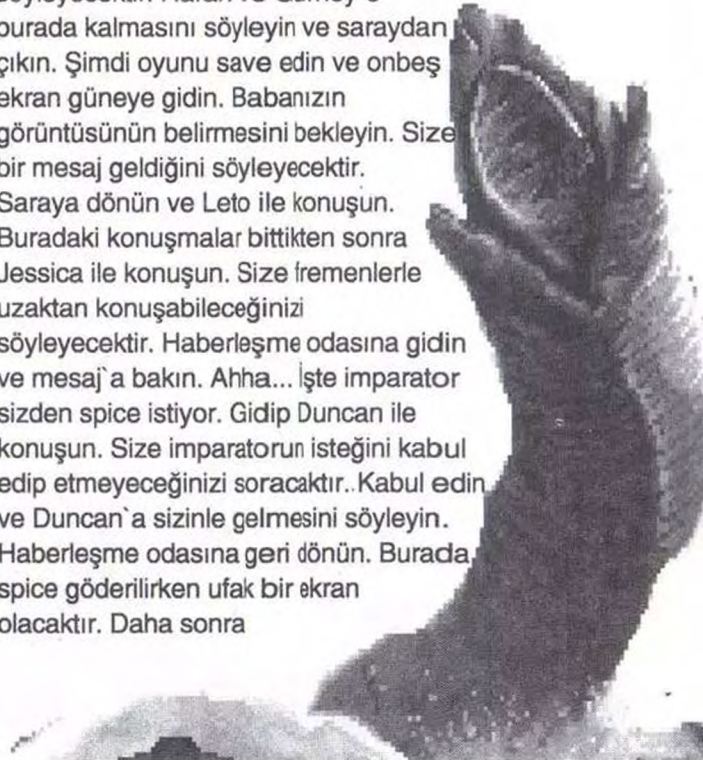 burada kalmasını söyleyin ve saraydan
çıkın. Şimdi oyunu save edin ve onbeş
ekran güneye gidin. Babanızın
görüntüsünün belirmesini bekleyin. Size
bir mesaj geldiğini söyleyecektir.
Saraya dönün ve Leto ile konuşun.
Buradaki konuşmalar bittikten sonra
Jessica ile konuşun. Size fremenlerle
uzaktan konuşabileceğinizi
söyleyecektir. Haberleşme odasına gidin
ve mesaj`a bakın. Ahha... İşte imparator
sizden spice istiyor. Gidip Duncan ile
konuşun. Size imparatorun isteğini kabul
edip etmeyeceğinizi soracaktır..Kabul edin
ve Duncan`a sizinle gelmesini söyleyin.
Haberleşme odasına geri dönün. Burada
spice göderilirken ufak bir ekran
olacaktır. Daha sonra